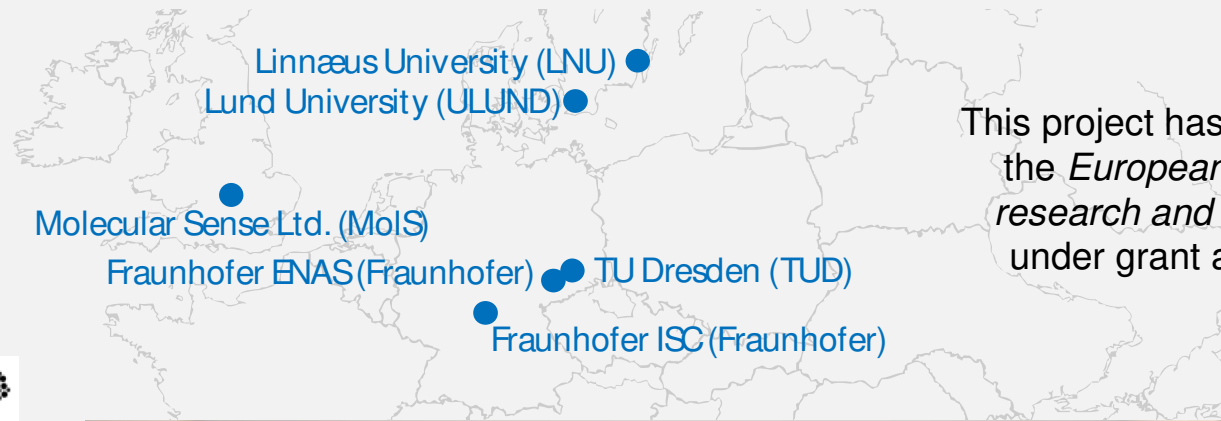 Linnæus University (LNU)
Lund University (ULUND)
This project has
the European
research and
under grant a
Molecular Sense Ltd. (MolS)
Fraunhofer ENAS (Fraunhofer)
TU Dresden (TUD)
Fraunhofer ISC (Fraunhofer)